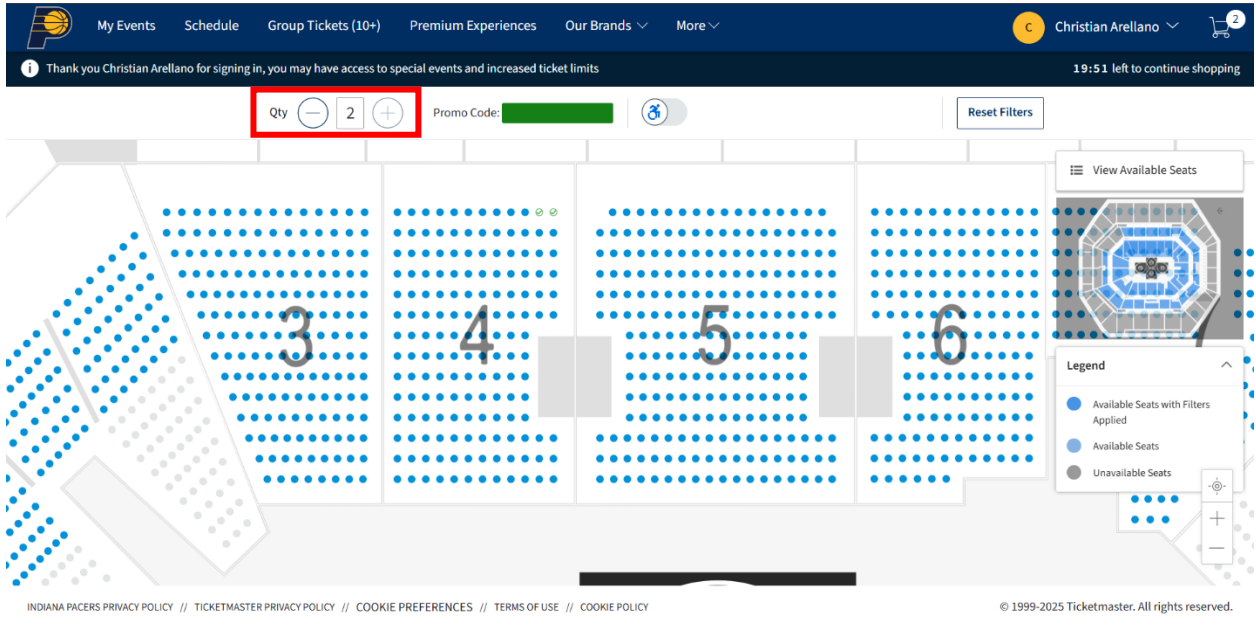 My Events Schedule Group Tickets (10+) Premium Experiences Our Brands More C Christian Arellano 2
i Thank you Christian Arellano for signing in, you may have access to special events and increased ticket limits 19:51 left to continue shopping
Qty 2 Promo Code: Reset Filters
View Available Seats
3 4 5 6
Legend
Available Seats with Filters
Applied
Available Seats
Unavailable Seats
INDIANA PACERS PRIVACY POLICY // TICKETMASTER PRIVACY POLICY // COOKIE PREFERENCES // TERMS OF USE // COOKIE POLICY © 1999-2025 Ticketmaster. All rights reserved.